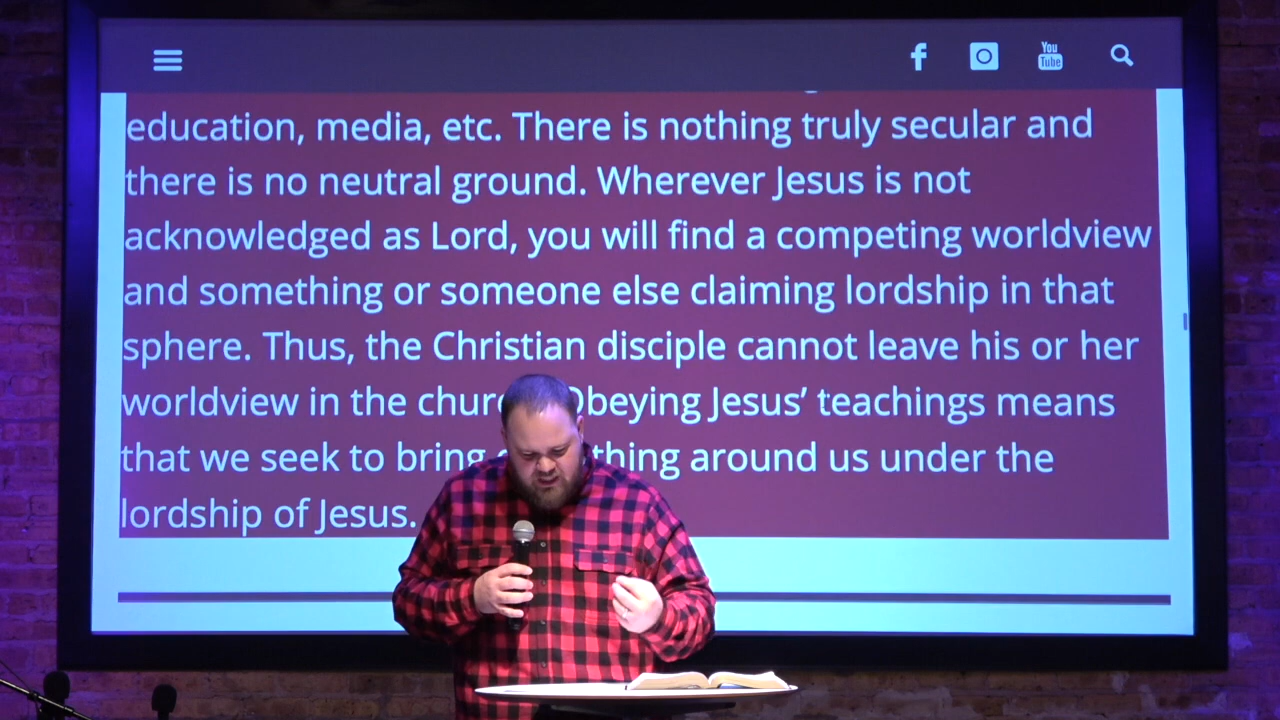 You
Tube
education, media, etc. There is nothing truly secular and
there is no neutral ground. Wherever Jesus is not
acknowledged as Lord, you will find a competing worldview
and something or someone else claiming lordship in that
sphere. Thus, the Christian disciple cannot leave his or her
worldview in the Obeying Jesus’ teachings means
that we seek to bring around us under the
lordship of Jesus.